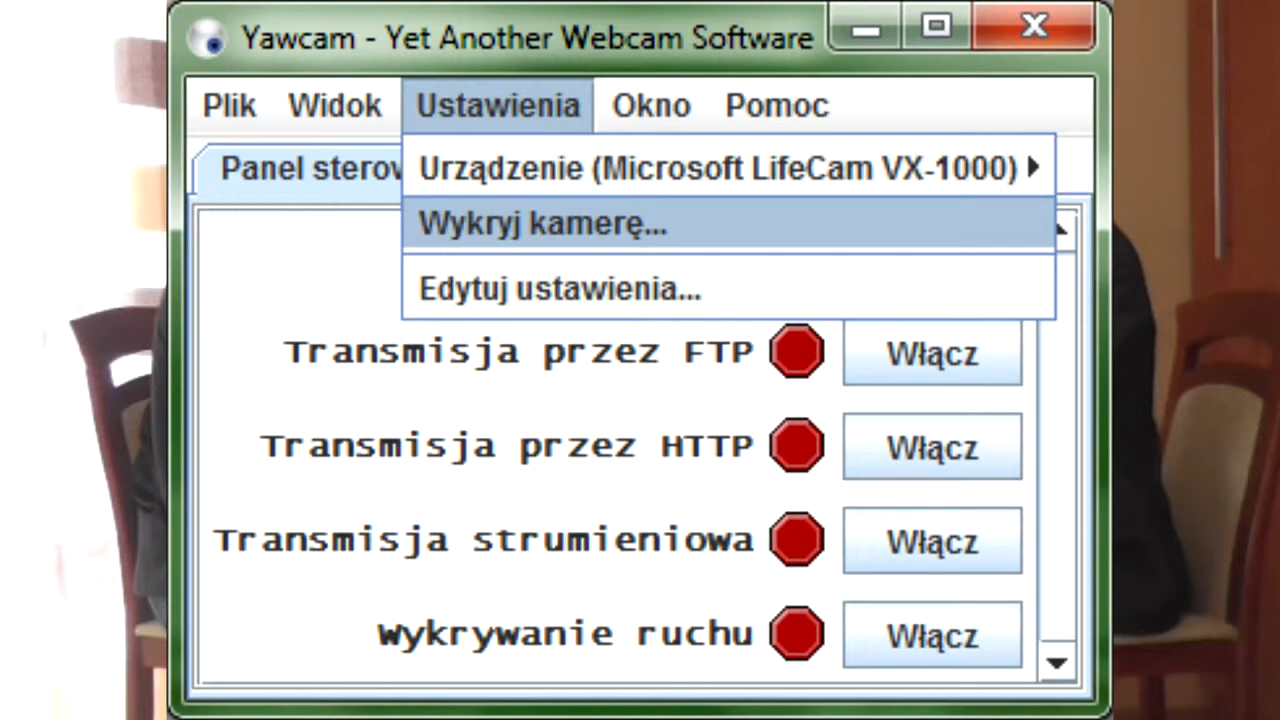 Yawcam - Yet Another Webcam Software
Plik Widok Ustawienia Okno Pomoc
Panel sterow
Urządzenie (Microsoft LifeCam VX-1000)
Wykryj kamerę...
Edytuj ustawienia...
Transmisja przez FTP Włącz
Transmisja przez HTTP Włącz
Transmisja strumieniowa Włącz
Wykrywanie ruchu Włącz